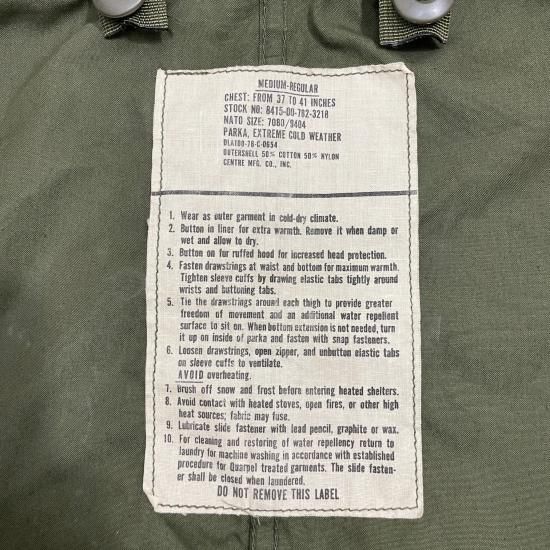 MEDIUM-REGULAR
CHEST: FROM 37 TO 41 INCHES
STOCK NO: 8415-00-782-3218
NATO SIZE: 7080/9404
PARKA, EXTREME COLD WEATHER
DLA100-78-C-0654
OUTERSHELL 50% COTTON 50% NYLON
CENTRE MFG. CO., INC.
1. Wear as outer garment in cold-dry climate.
2. Button in liner for extra warmth. Remove it when damp or
wet and allow to dry.
3. Button on fur ruffed hood for increased head protection.
4. Fasten drawstrings at waist and bottom for maximum warmth.
Tighten sleeve cuffs by drawing elastic tabs tightly around
wrists and buttoning tabs.
5. Tie the drawstrings around each thigh to provide greater
freedom of movement and an additional water repellent
surface to sit on. When bottom extension is not needed, turn
it up on inside of parka and fasten with snap fasteners.
6. Loosen drawstrings, open zipper, and unbutton elastic tabs
on sleeve cuffs to ventilate.
AVOID overheating.
7. Brush off snow and frost before entering heated shelters.
8. Avoid contact with heated stoves, open fires, or other high
heat sources; fabric may fuse.
9. Lubricate slide fastener with lead pencil, graphite or wax.
10. For cleaning and restoring of water repellency return to
laundry for machine washing in accordance with established
procedure for Quarpel treated garments. The slide fasten-
er shall be closed when laundered.
DO NOT REMOVE THIS LABEL